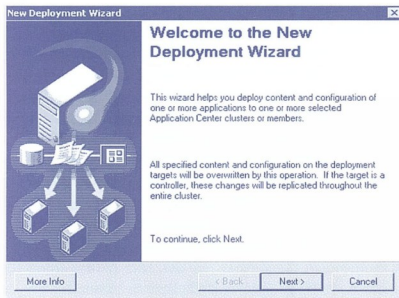 New Deployment Wizard
Welcome to the New
Deployment Wizard
This wizard helps you deploy content and configuration of
one or more applications to one or more selected
Application Center clusters or members.
All specified content and configuration on the deployment
targets will be overwritten by this operation. If the target is a
controller, these changes will be replicated throughout the
entire cluster.
To continue, click Next.
More Info
< Back
Next >
Cancel